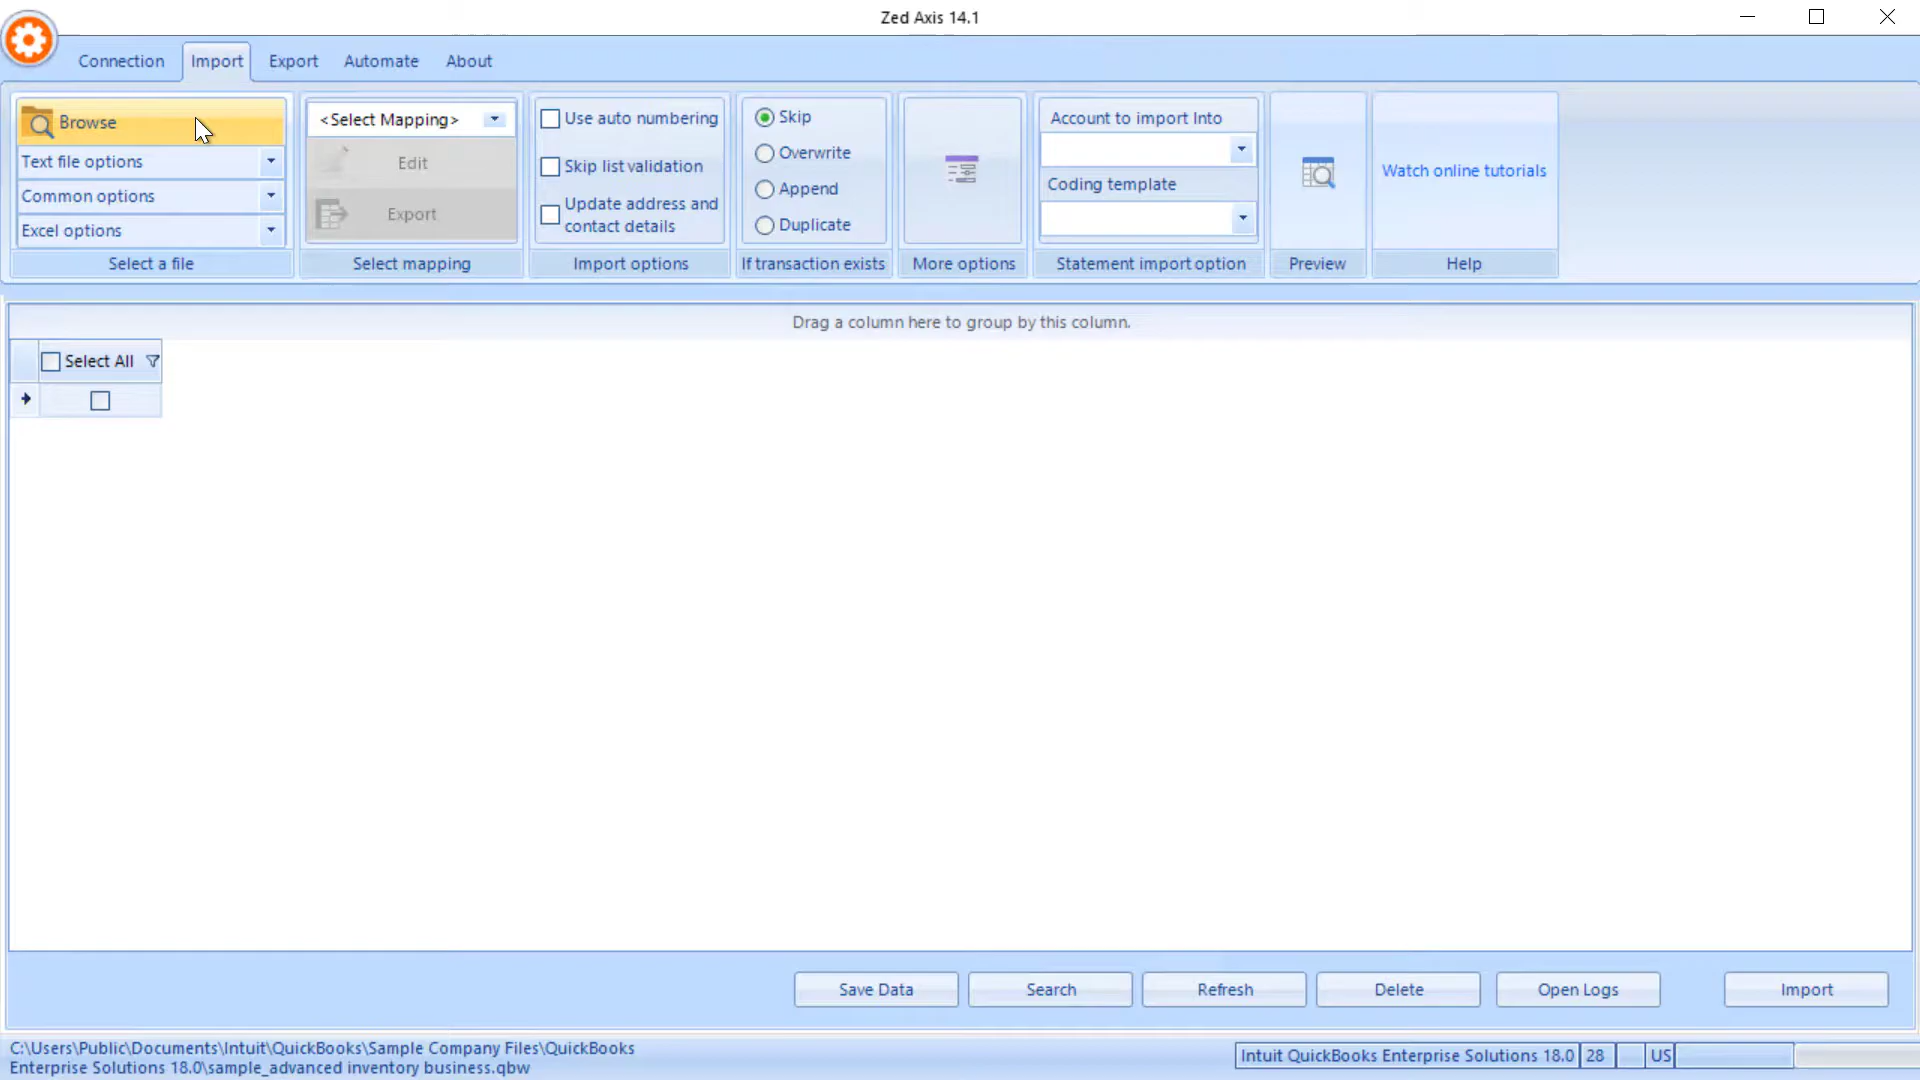 Zed Axis 14.1
Connection Import Export Automate About
Browse
Text file options
Common options
Excel options
Select a file
<Select Mapping>
Edit
Export
Select mapping
Use auto numbering
Skip list validation
Update address and
contact details
Import options
Skip
Overwrite
Append
Duplicate
If transaction exists
More options
Account to import Into
Coding template
Statement import option
Preview
Watch online tutorials
Help
Drag a column here to group by this column.
Select All
Save Data Search Refresh Delete Open Logs Import
C:\Users\Public\Documents\Intuit\QuickBooks\Sample Company Files\QuickBooks
Enterprise Solutions 18.0\sample_advanced inventory business.qbw
Intuit QuickBooks Enterprise Solutions 18.0 28 US